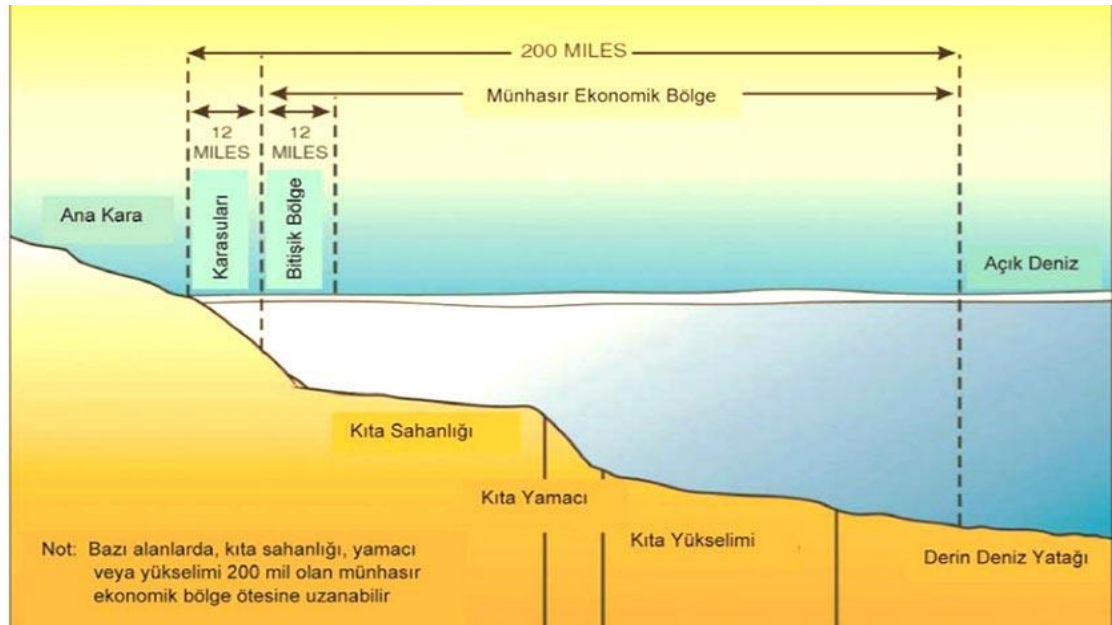 200 MILES
Münhasır Ekonomik Bölge
12
MILES
12
MILES
Ana Kara
Karasuları
Bitişik Bölge
Açık Deniz
Kıta Sahanlığı
Kıta Yamacı
Kıta Yükselimi
Derin Deniz Yatağı
Not: Bazı alanlarda, kıta sahanlığı, yamacı
veya yükselimi 200 mil olan münhasır
ekonomik bölge ötesine uzanabilir